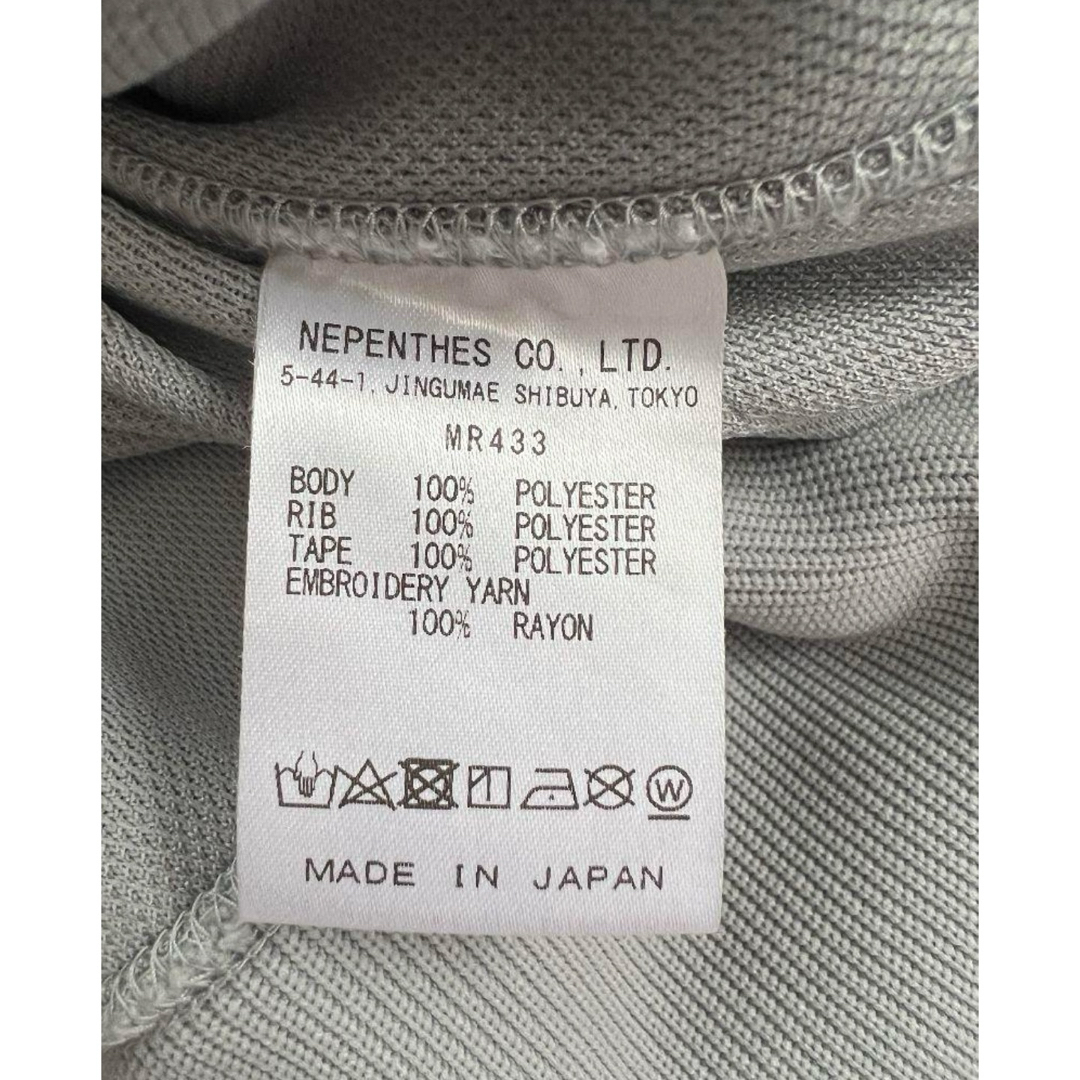 NEPENTHES CO., LTD.
5-44-1, JINGUMAE SHIBUYA, TOKYO
MR433
BODY 100% POLYESTER
RIB 100% POLYESTER
TAPE 100% POLYESTER
EMBROIDERY YARN
100% RAYON
W
MADE IN JAPAN